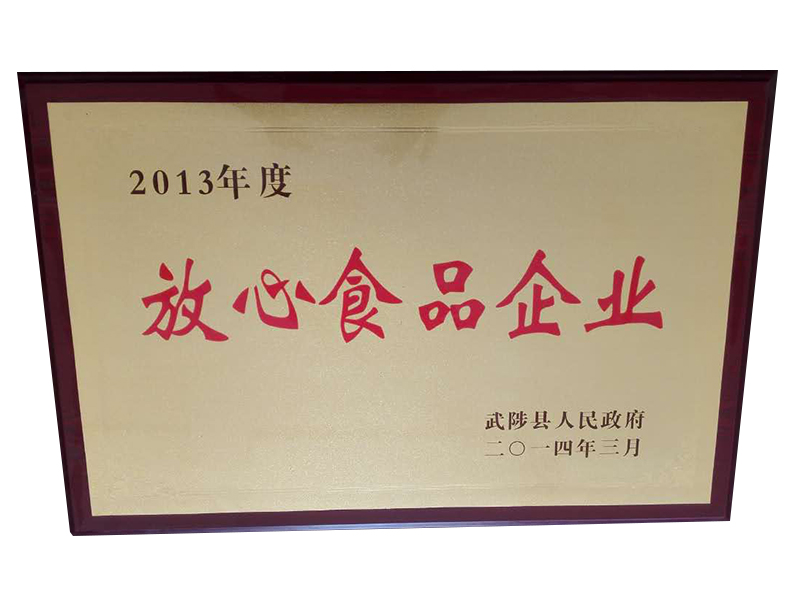 2013年度
放心食品企业
武陟县人民政府
二〇一四年三月